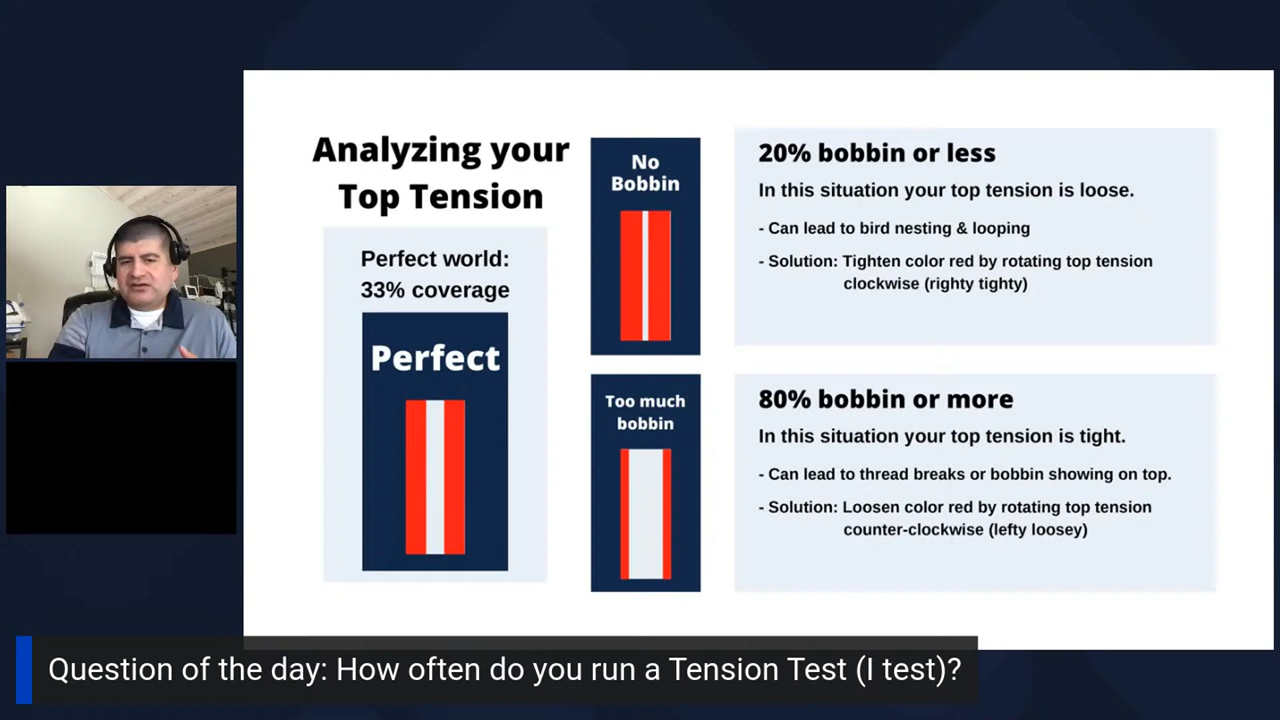 Analyzing your
Top Tension
Perfect world:
33% coverage
Perfect
No
Bobbin
20% bobbin or less
In this situation your top tension is loose.
- Can lead to bird nesting & looping
- Solution: Tighten color red by rotating top tension
clockwise (righty tighty)
Too much
bobbin
80% bobbin or more
In this situation your top tension is tight.
- Can lead to thread breaks or bobbin showing on top.
- Solution: Loosen color red by rotating top tension
counter-clockwise (lefty loosey)
Question of the day: How often do you run a Tension Test (I test)?